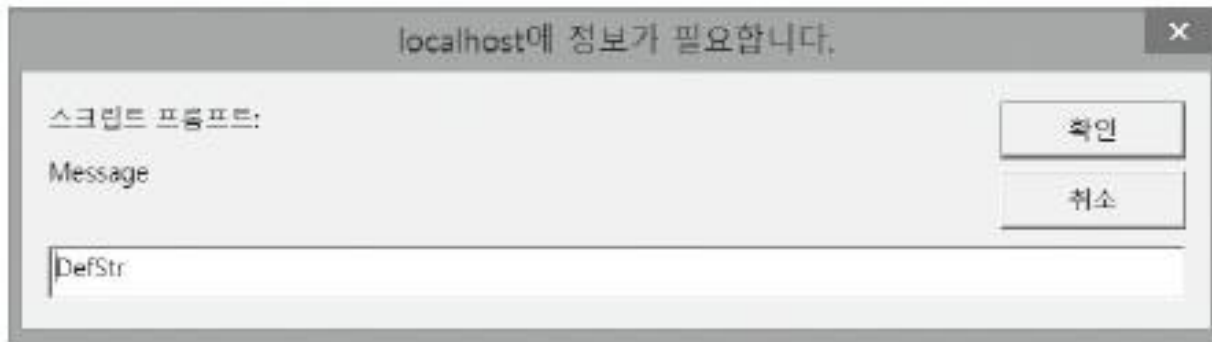 localhost에 정보가 필요합니다.
스크립트 프롬프트:
확인
Message
취소
DefStr